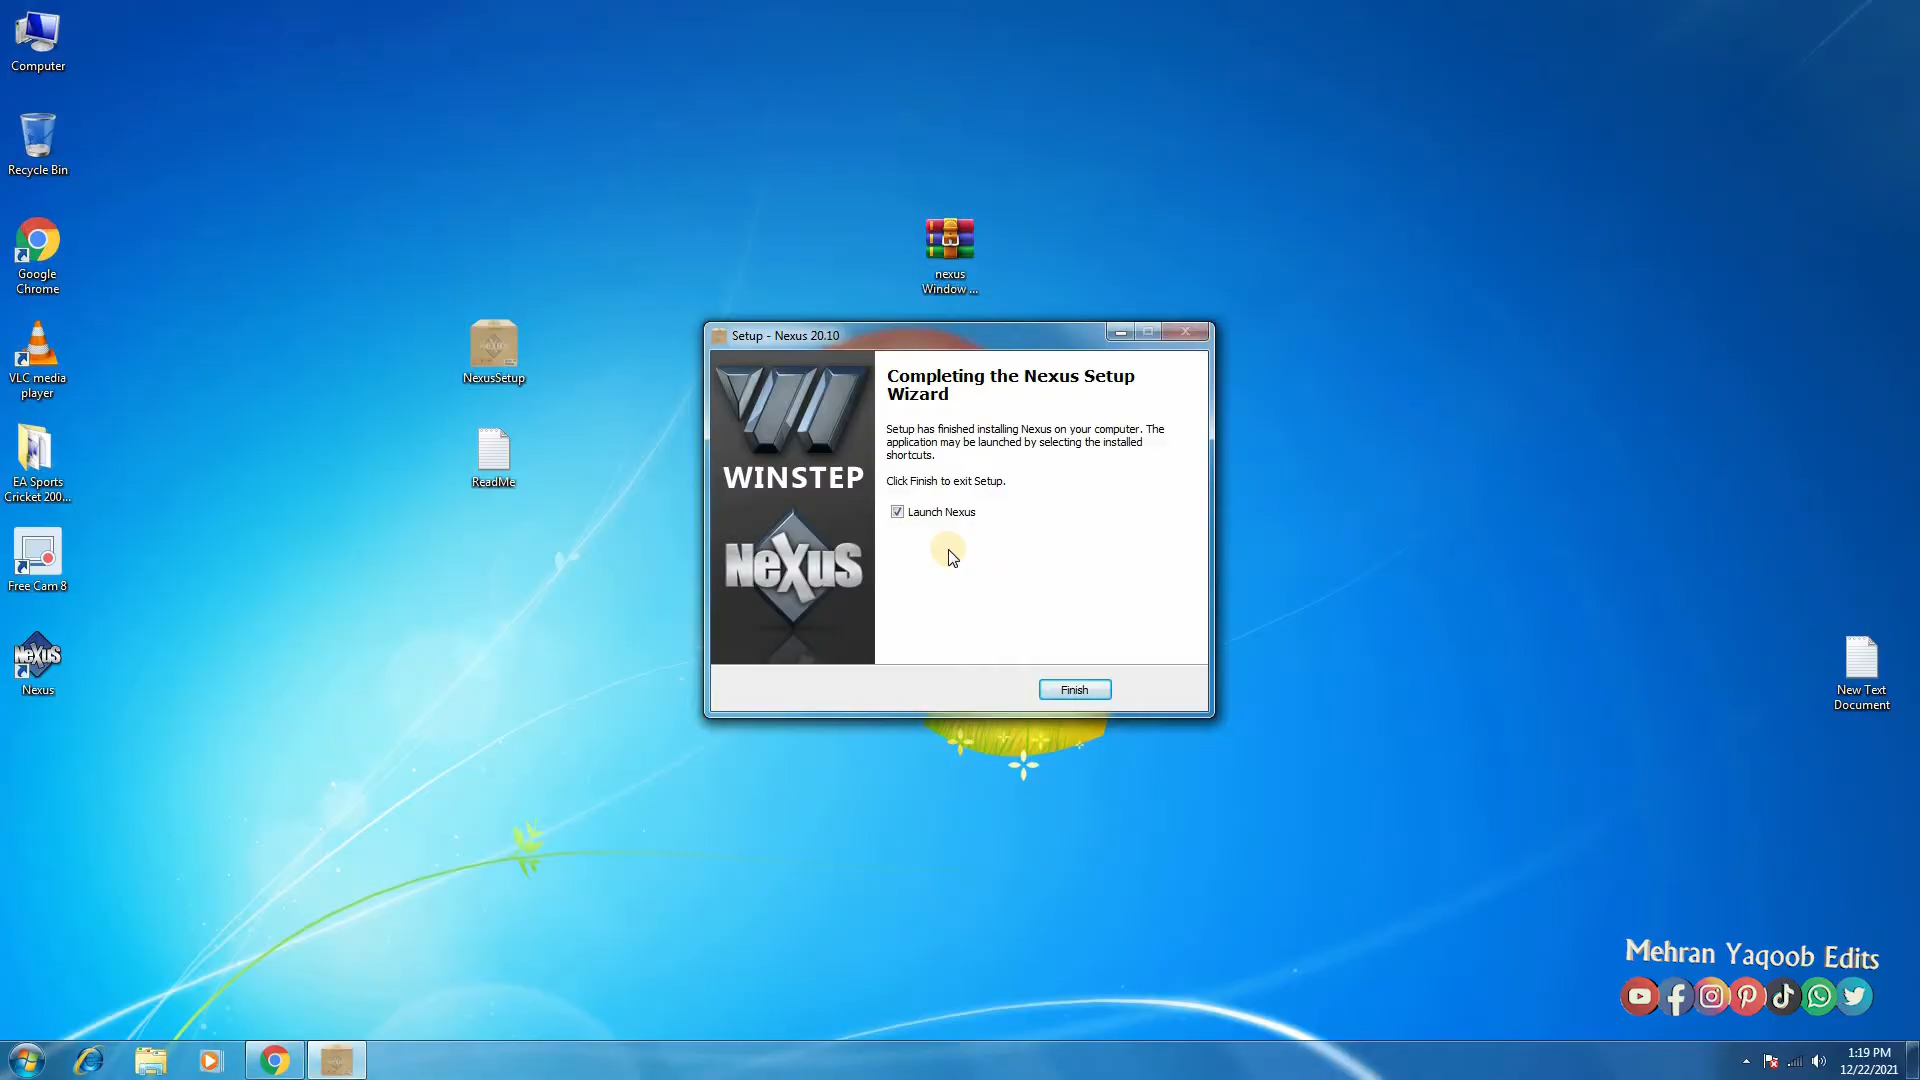 Computer
Recycle Bin
Google
Chrome
VLC media
player
EA Sports
Cricket 200...
Free Cam 8
NeXuS
Nexus
NexusSetup
ReadMe
nexus
Window ...
Setup - Nexus 20.10
WINSTEP
NeXuS
Completing the Nexus Setup
Wizard
Setup has finished installing Nexus on your computer. The
application may be launched by selecting the installed
shortcuts.
Click Finish to exit Setup.
Launch Nexus
Finish
New Text
Document
Mehran Yaqoob Edits
1:19 PM
12/22/2021